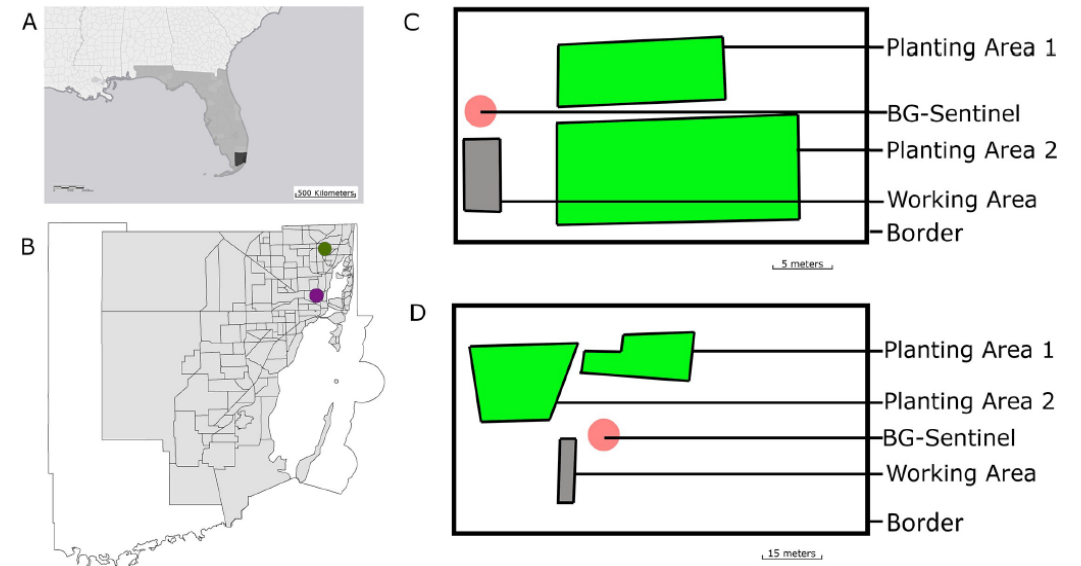 A
500 Kilometers
B
C
Planting Area 1
BG-Sentinel
Planting Area 2
Working Area
Border
5 meters
D
Planting Area 1
Planting Area 2
BG-Sentinel
Working Area
Border
15 meters